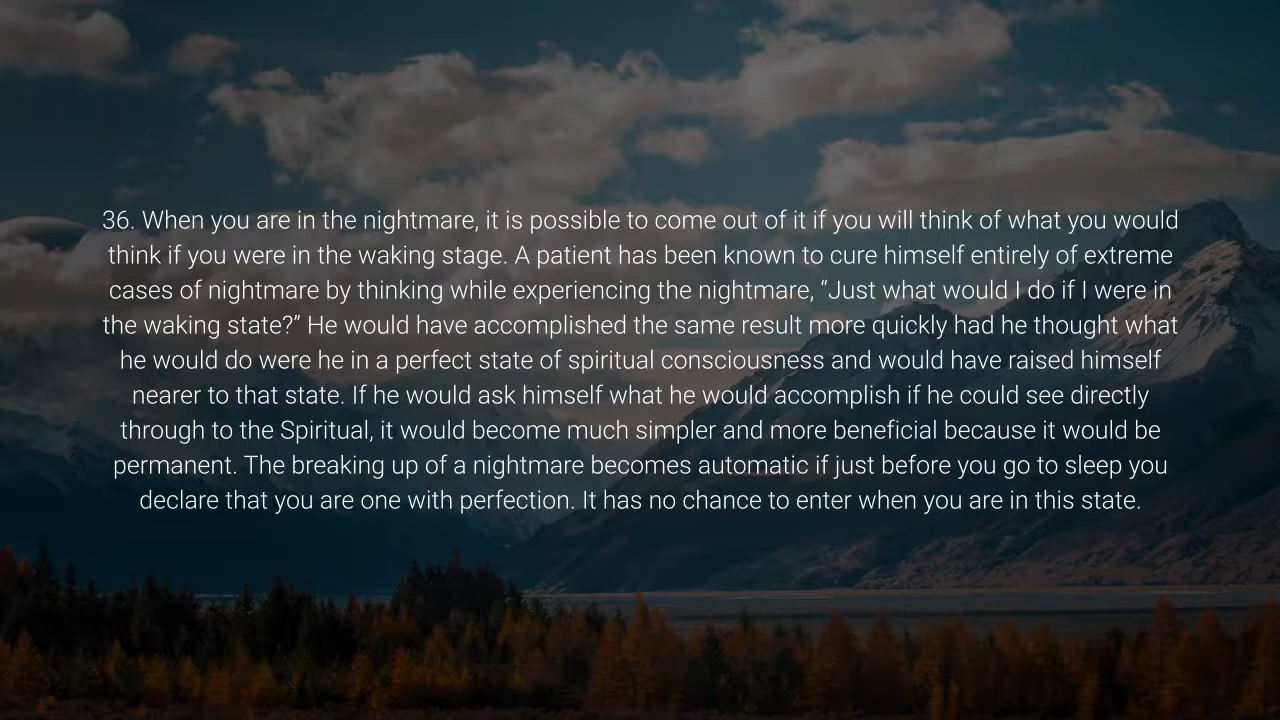 36. When you are in the nightmare, it is possible to come out of it if you will think of what you would
think if you were in the waking stage. A patient has been known to cure himself entirely of extreme
cases of nightmare by thinking while experiencing the nightmare, “Just what would I do if I were in
the waking state?” He would have accomplished the same result more quickly had he thought what
he would do were he in a perfect state of spiritual consciousness and would have raised himself
nearer to that state. If he would ask himself what he would accomplish if he could see directly
through to the Spiritual, it would become much simpler and more beneficial because it would be
permanent. The breaking up of a nightmare becomes automatic if just before you go to sleep you
declare that you are one with perfection. It has no chance to enter when you are in this state.